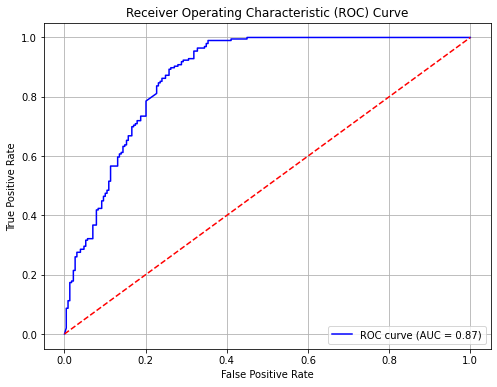 Receiver Operating Characteristic (ROC) Curve
True Positive Rate
1.0
0.8
0.6
0.4
0.2
0.0
0.0 0.2 0.4 0.6 0.8 1.0
False Positive Rate
ROC curve (AUC = 0.87)